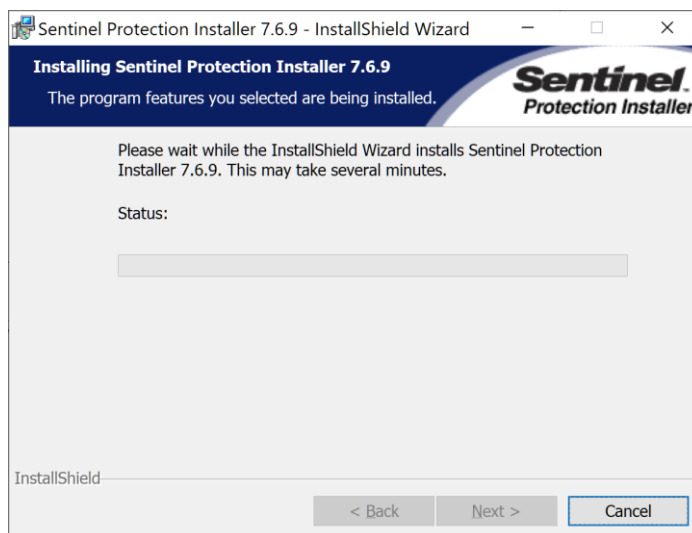 Sentinel Protection Installer 7.6.9 - InstallShield Wizard
Installing Sentinel Protection Installer 7.6.9
The program features you selected are being installed.
Sentinel.
Protection Installer
Please wait while the InstallShield Wizard installs Sentinel Protection
Installer 7.6.9. This may take several minutes.
Status:
InstallShield
< Back
Next >
Cancel